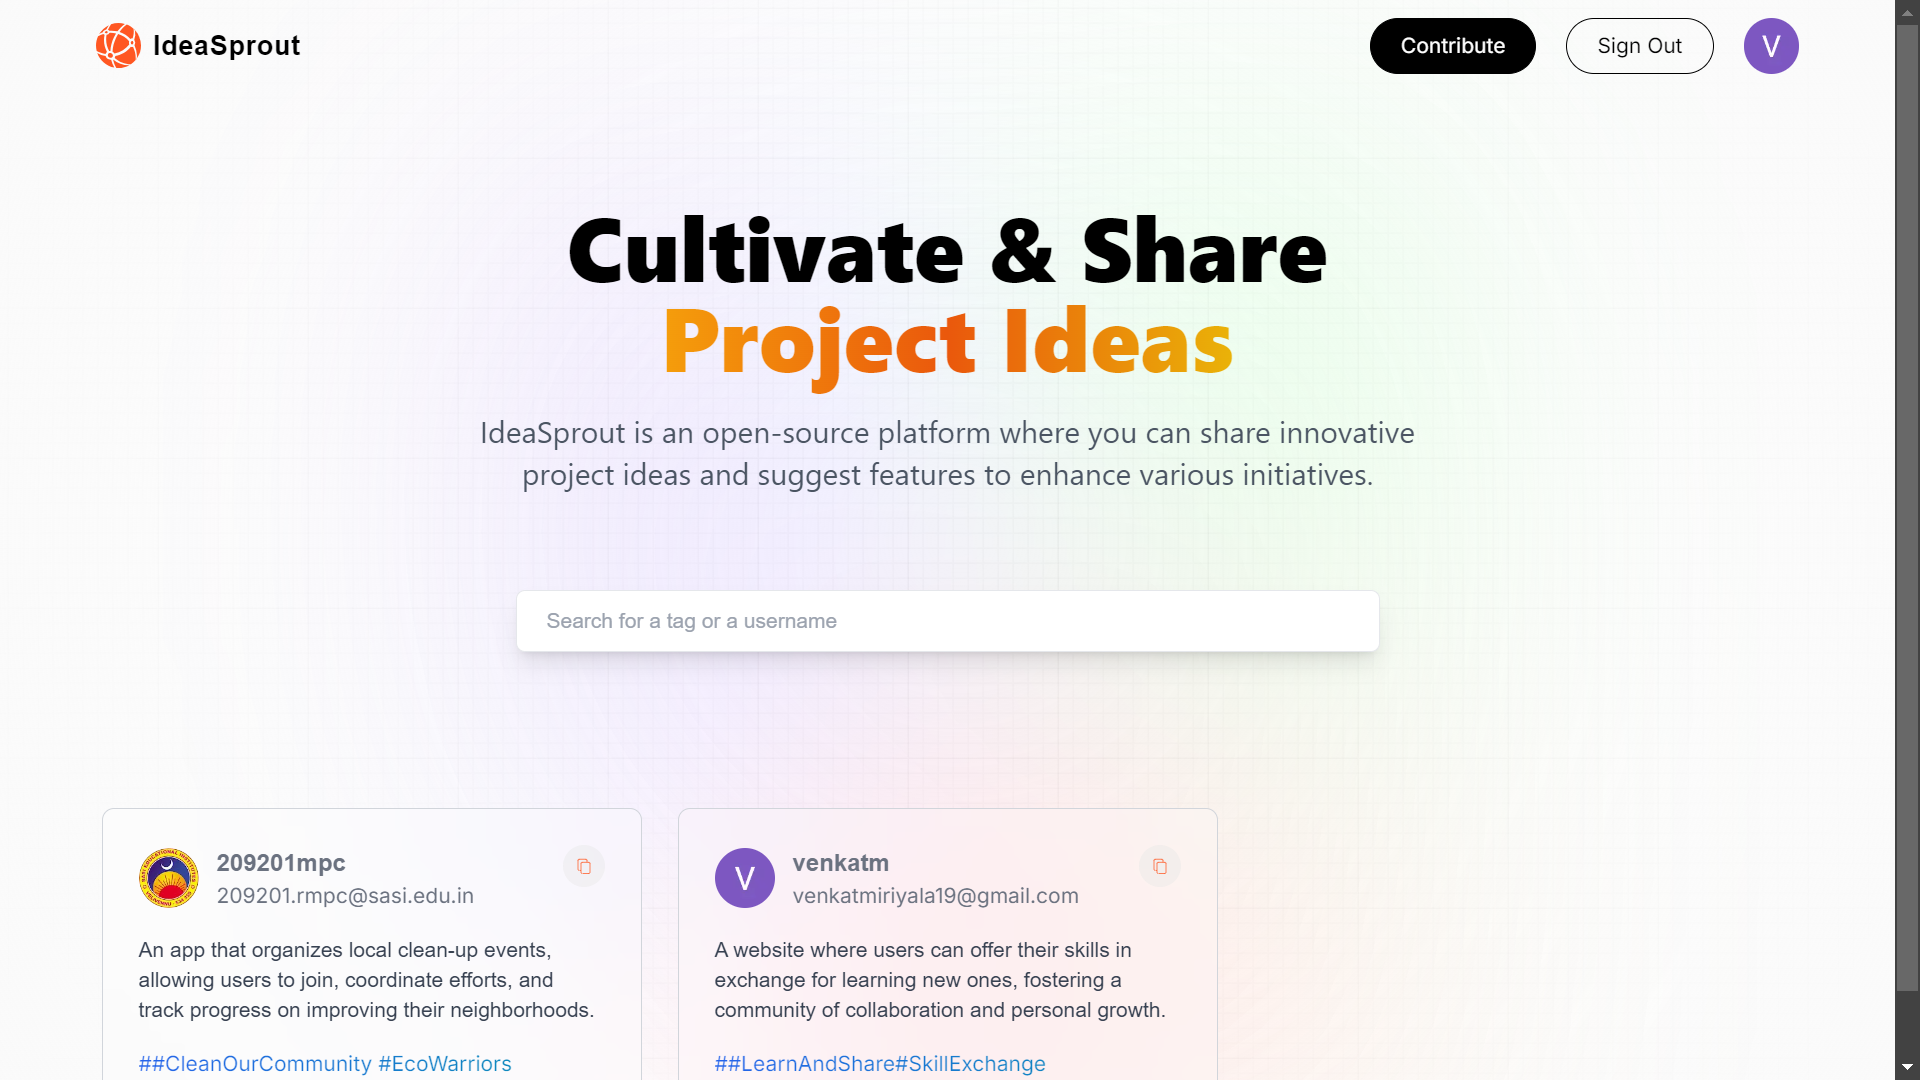 IdeaSprout
Contribute
Sign Out
V
Cultivate & Share
Project Ideas
IdeaSprout is an open-source platform where you can share innovative
project ideas and suggest features to enhance various initiatives.
Search for a tag or a username
209201mpc
209201.rmpc@sasi.edu.in
An app that organizes local clean-up events,
allowing users to join, coordinate efforts, and
track progress on improving their neighborhoods.
##CleanOurCommunity #EcoWarriors
V
venkatm
venkatmiriyala19@gmail.com
A website where users can offer their skills in
exchange for learning new ones, fostering a
community of collaboration and personal growth.
##LearnAndShare#SkillExchange